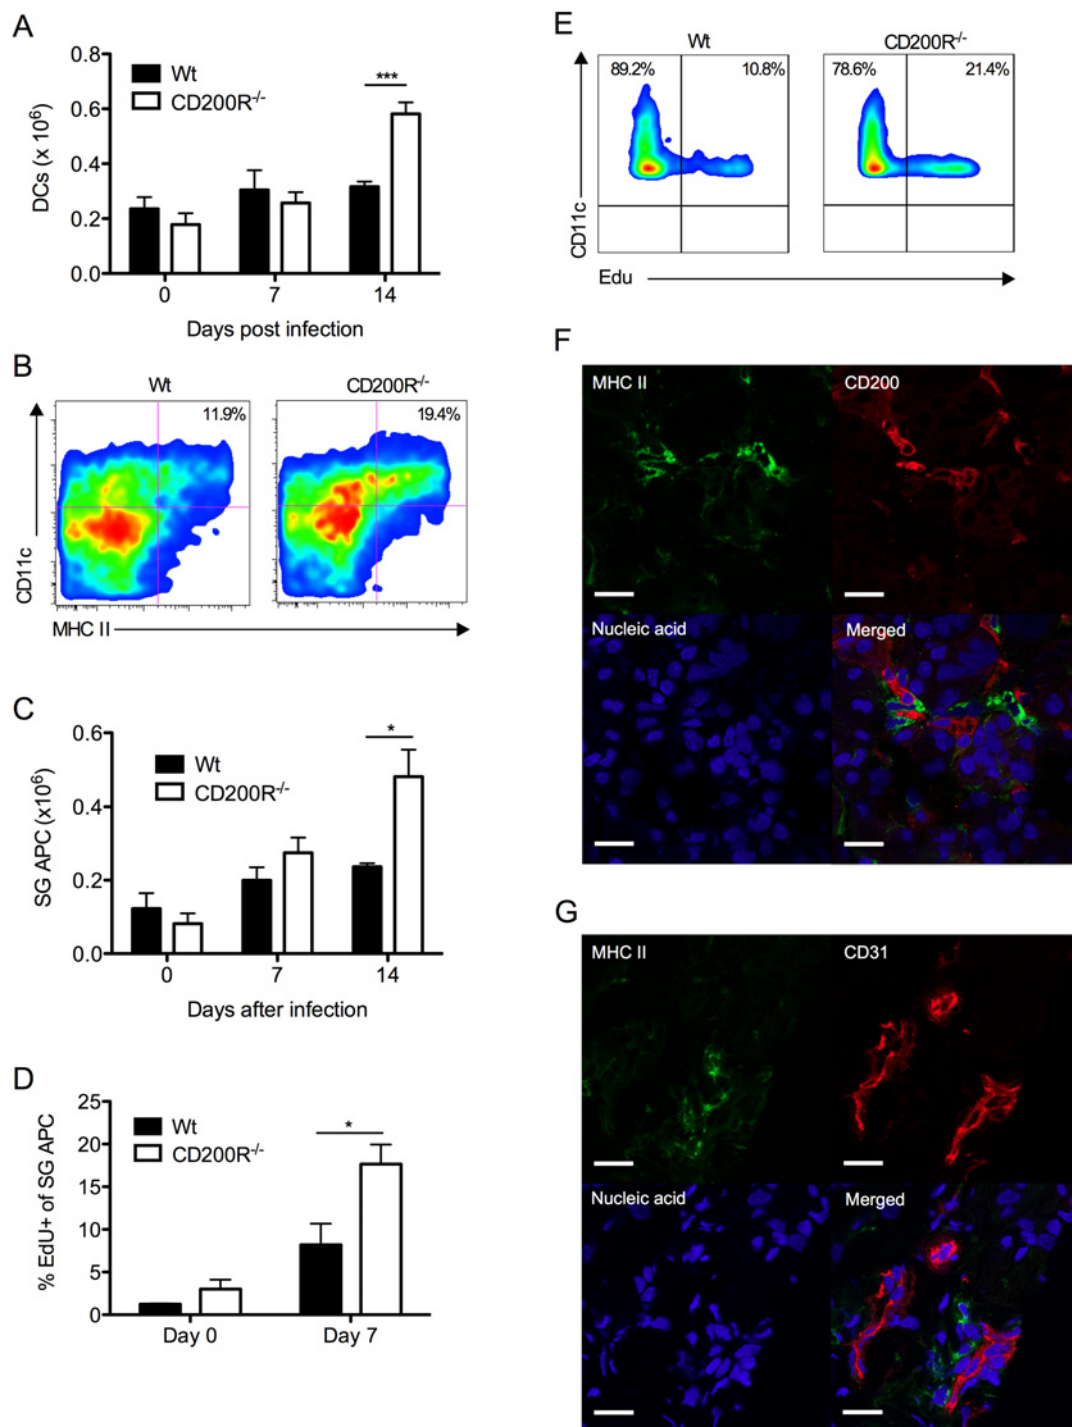 A
0.8
0.6
0.4
0.2
0.0
DCs (x 10⁶)
Wt
CD200R⁻/⁻
***
0 7 14
Days post infection
B
Wt CD200R⁻/⁻
11.9% 19.4%
CD11c
MHC II
C
0.6
0.4
0.2
0.0
SG APC (x10⁶)
Wt
CD200R⁻/⁻
*
0 7 14
Days after infection
D
25
20
15
10
5
0
% EdU+ of SG APC
Wt
CD200R⁻/⁻
*
Day 0 Day 7
E
Wt CD200R⁻/⁻
89.2% 10.8% 78.6% 21.4%
CD11c
Edu
F
MHC II CD200
Nucleic acid Merged
G
MHC II CD31
Nucleic acid Merged